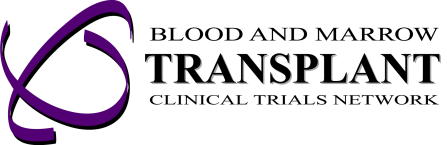 BLOOD AND MARROW
TRANSPLANT
CLINICAL TRIALS NETWORK